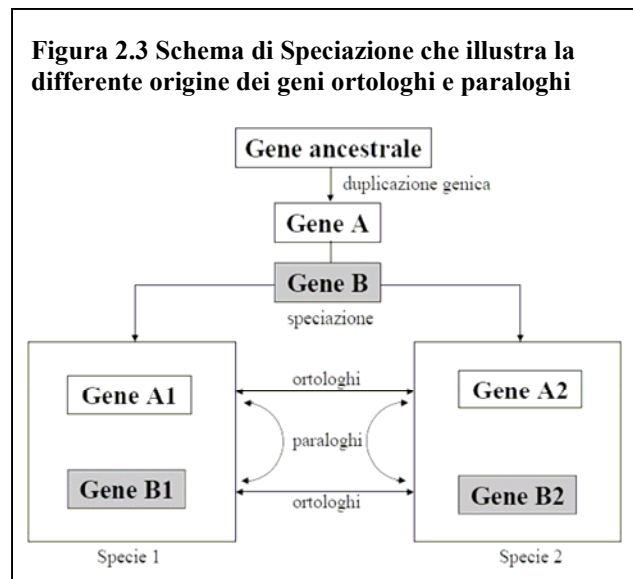 Figura 2.3 Schema di Speciazione che illustra la
differente origine dei geni ortologhi e paraloghi
Gene ancestrale
duplicazione genica
Gene A
Gene B
speciazione
ortologhi
Gene A1
Gene A2
paraloghi
Gene B1
Gene B2
ortologhi
Specie 1
Specie 2